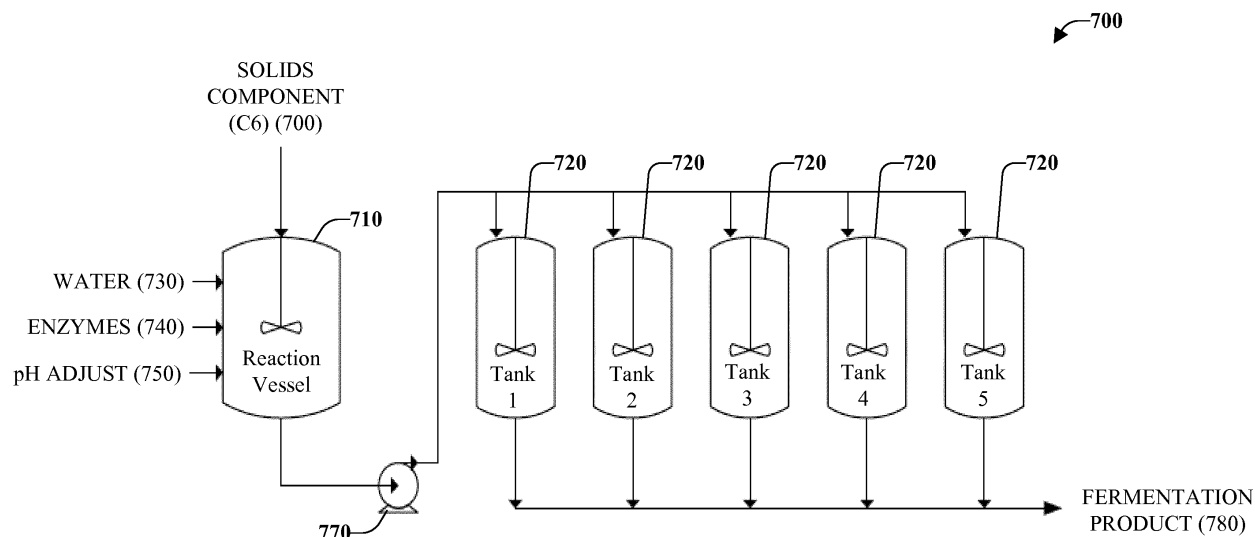 700
SOLIDS
COMPONENT
(C6) (700)
720 720 720 720 720
710
WATER (730)
ENZYMES (740)
pH ADJUST (750)
Reaction
Vessel
Tank
1
Tank
2
Tank
3
Tank
4
Tank
5
770
FERMENTATION
PRODUCT (780)